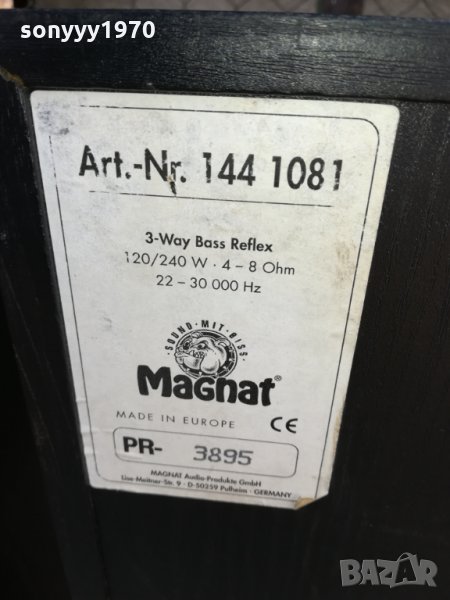 sonyyy1970
Art.-Nr. 144 1081
3-Way Bass Reflex
120/240 W · 4 – 8 Ohm
22 – 30 000 Hz
SOUND · MIT · BISS
Magnat®
MADE IN EUROPE CE
PR- 3895
MAGNAT Audio-Produkte GmbH
Lise-Meitner-Str. 9 · D-50259 Pulheim · GERMANY
BAZAR